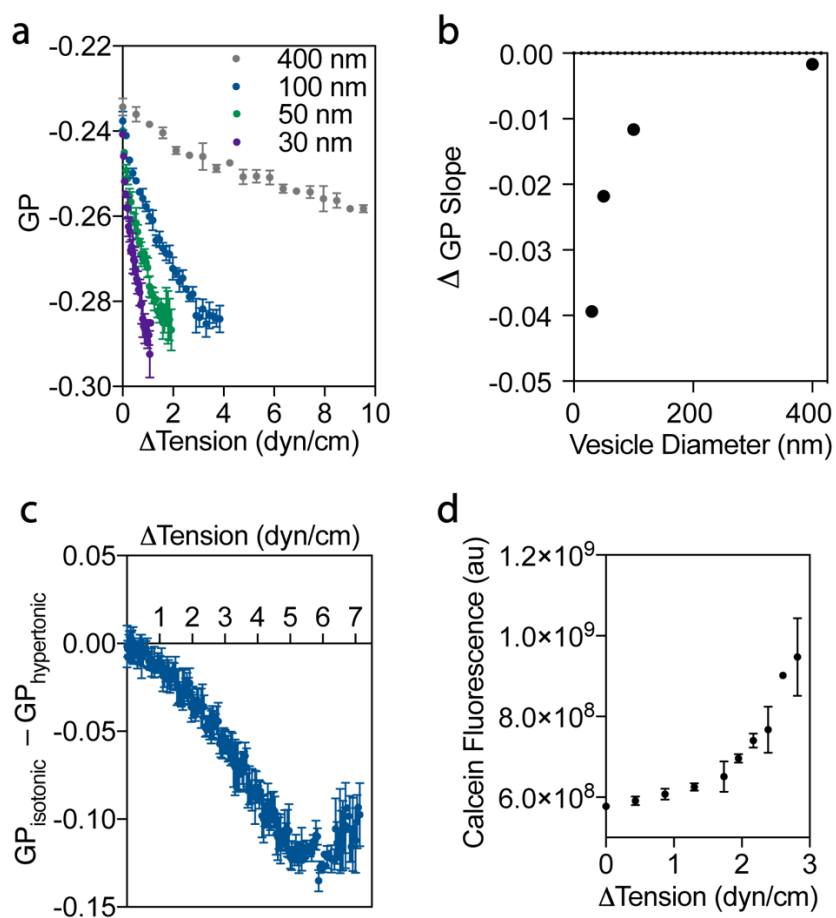 a
-0.22
-0.24
-0.26
-0.28
-0.30
GP
400 nm
100 nm
50 nm
30 nm
0 2 4 6 8 10
ΔTension (dyn/cm)
b
0.00
-0.01
-0.02
-0.03
-0.04
-0.05
Δ GP Slope
0 200 400
Vesicle Diameter (nm)
c
ΔTension (dyn/cm)
0.05
1 2 3 4 5 6 7
0.00
-0.05
-0.10
-0.15
GPisotonic – GPhypertonic
d
1.2×10⁹
1.0×10⁹
8.0×10⁸
6.0×10⁸
Calcein Fluorescence (au)
0 1 2 3
ΔTension (dyn/cm)